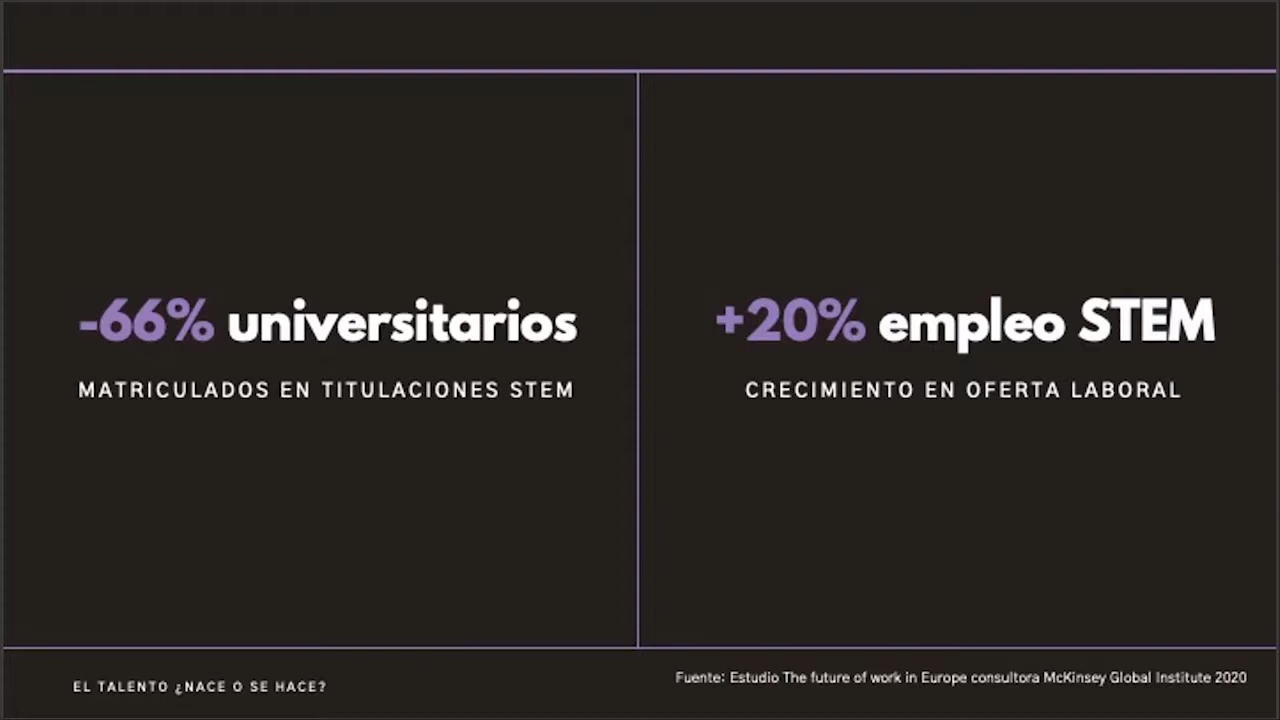 -66% universitarios
MATRICULADOS EN TITULACIONES STEM
+20% empleo STEM
CRECIMIENTO EN OFERTA LABORAL
EL TALENTO ¿NACE O SE HACE?
Fuente: Estudio The future of work in Europe consultora McKinsey Global Institute 2020